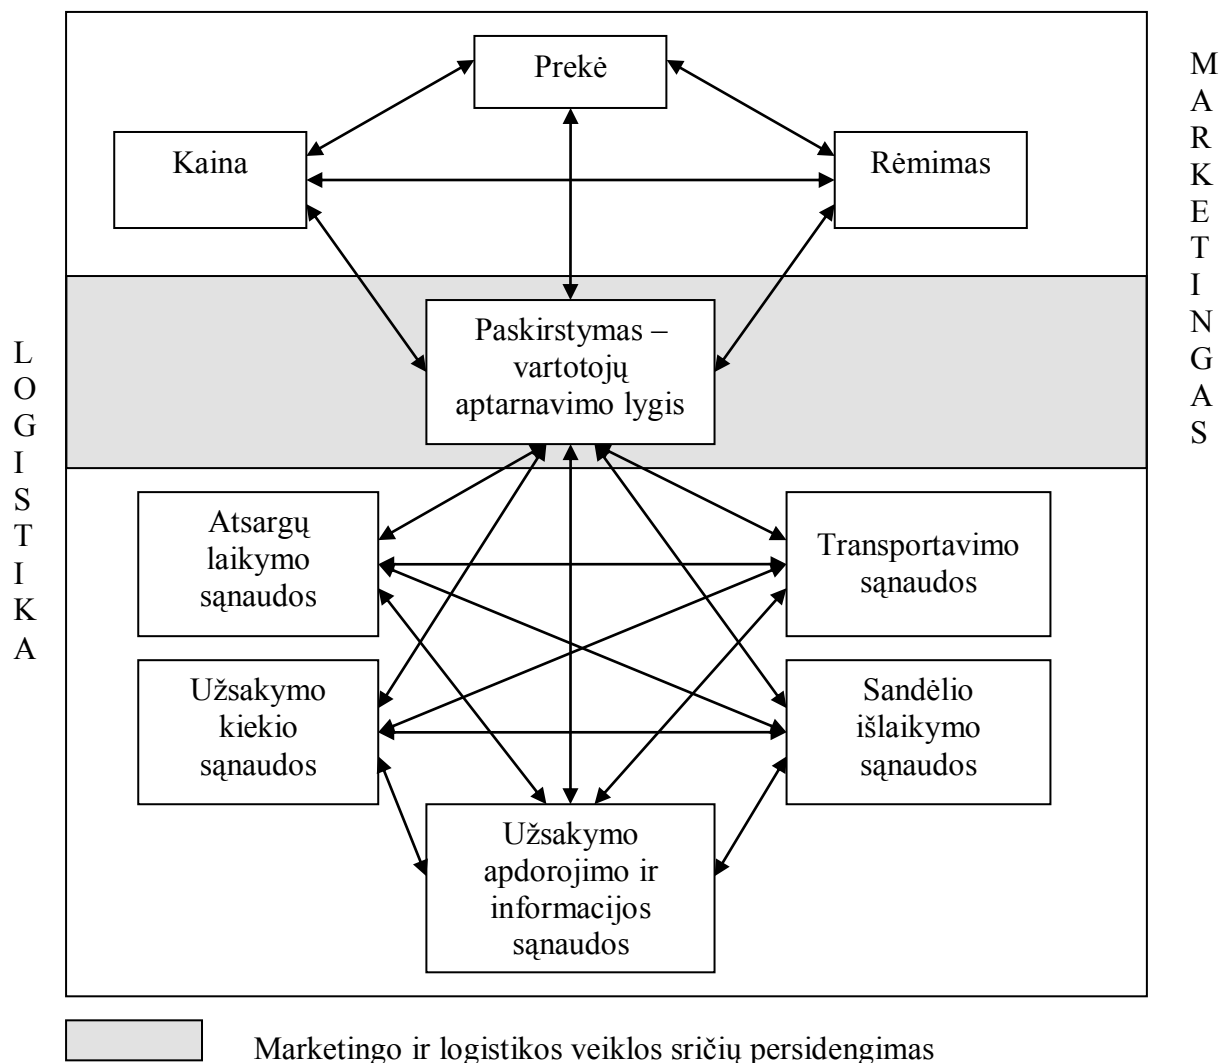 Prekė
Kaina
Rėmimas
MARKETINGAS
Paskirstymas –
vartotojų
aptarnavimo lygis
LOGISTIKA
Atsargų
laikymo
sąnaudos
Transportavimo
sąnaudos
Užsakymo
kiekio
sąnaudos
Sandėlio
išlaikymo
sąnaudos
Užsakymo
apdorojimo ir
informacijos
sąnaudos
Marketingo ir logistikos veiklos sričių persidengimas